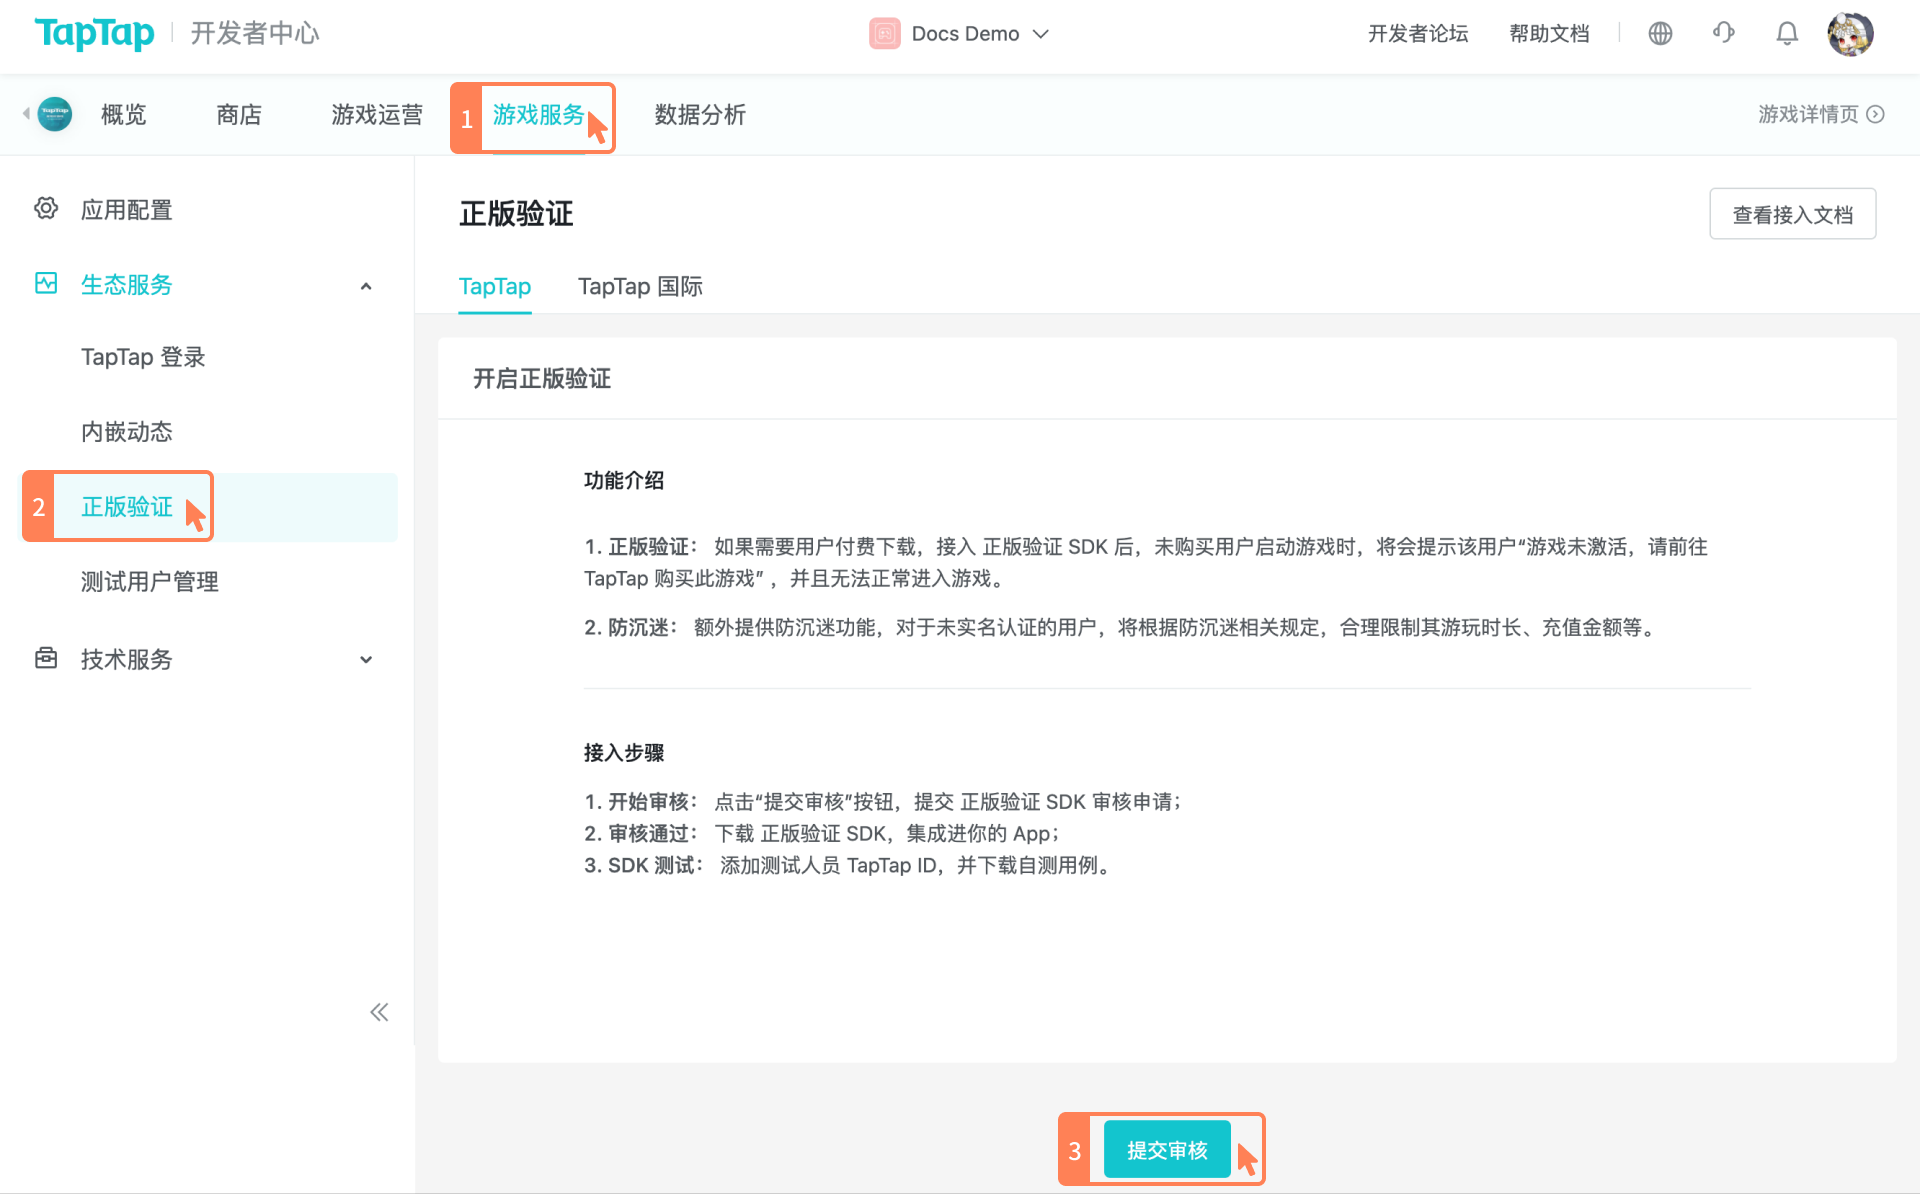 TapTap 开发者中心
Docs Demo
开发者论坛 帮助文档
概览 商店 游戏运营 1 游戏服务 数据分析
游戏详情页
应用配置
生态服务
TapTap 登录
内嵌动态
2 正版验证
测试用户管理
技术服务
正版验证
查看接入文档
TapTap TapTap 国际
开启正版验证
功能介绍
1. 正版验证： 如果需要用户付费下载，接入 正版验证 SDK 后，未购买用户启动游戏时，将会提示该用户“游戏未激活，请前往
TapTap 购买此游戏” ，并且无法正常进入游戏。
2. 防沉迷： 额外提供防沉迷功能，对于未实名认证的用户，将根据防沉迷相关规定，合理限制其游玩时长、充值金额等。
接入步骤
1. 开始审核： 点击“提交审核”按钮，提交 正版验证 SDK 审核申请；
2. 审核通过： 下载 正版验证 SDK，集成进你的 App；
3. SDK 测试： 添加测试人员 TapTap ID，并下载自测用例。
3 提交审核